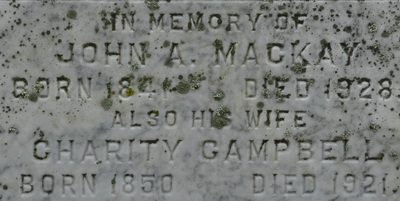 IN MEMORY OF
JOHN A. MACKAY
BORN DIED 1928
ALSO HIS WIFE
CHARITY CAMPBELL
BORN 1850 DIED 1921.